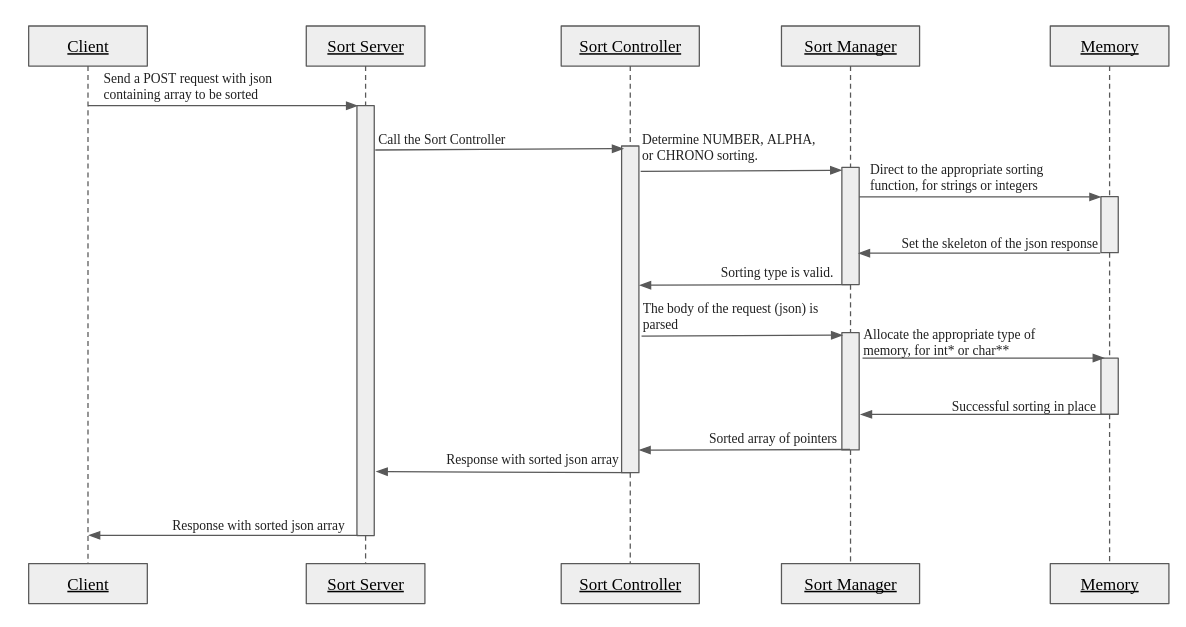 Client
Sort Server
Sort Controller
Sort Manager
Memory
Send a POST request with json
containing array to be sorted
Call the Sort Controller
Determine NUMBER, ALPHA,
or CHRONO sorting.
Direct to the appropriate sorting
function, for strings or integers
Set the skeleton of the json response
Sorting type is valid.
The body of the request (json) is
parsed
Allocate the appropriate type of
memory, for int* or char**
Successful sorting in place
Sorted array of pointers
Response with sorted json array
Response with sorted json array
Client
Sort Server
Sort Controller
Sort Manager
Memory